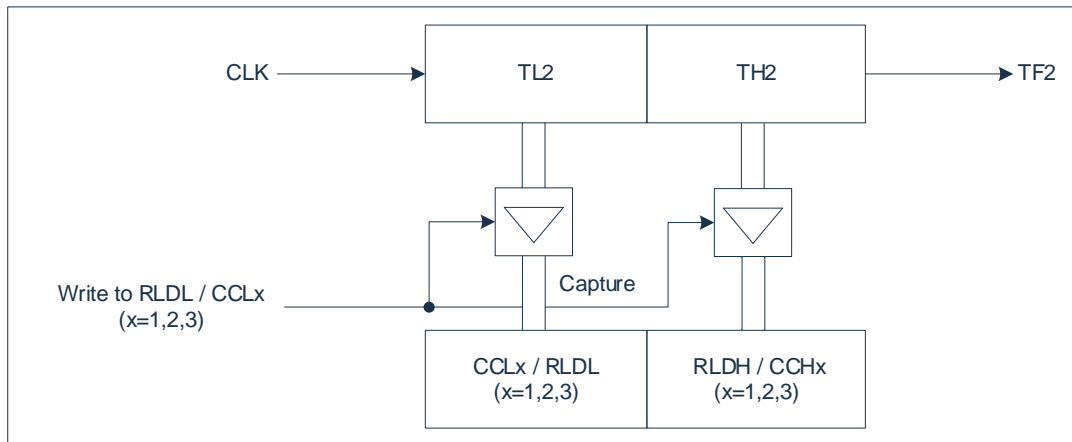 CLK
TL2
TH2
TF2
Capture
Write to RLDL / CCLx
(x=1,2,3)
CCLx / RLDL
(x=1,2,3)
RLDH / CCHx
(x=1,2,3)